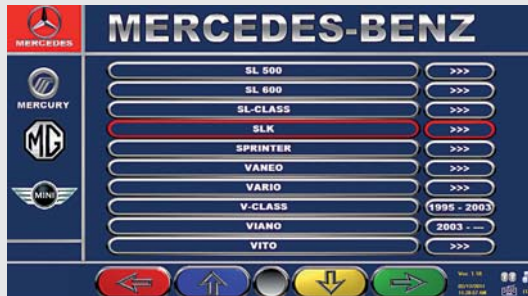 MERCEDES
MERCEDES-BENZ
MERCURY
MG
MINI
SL 500 >>>
SL 600 >>>
SL-CLASS >>>
SLK >>>
SPRINTER >>>
VANEO >>>
VARIO >>>
V-CLASS 1995 - 2003
VIANO 2003 - ---
VITO >>>